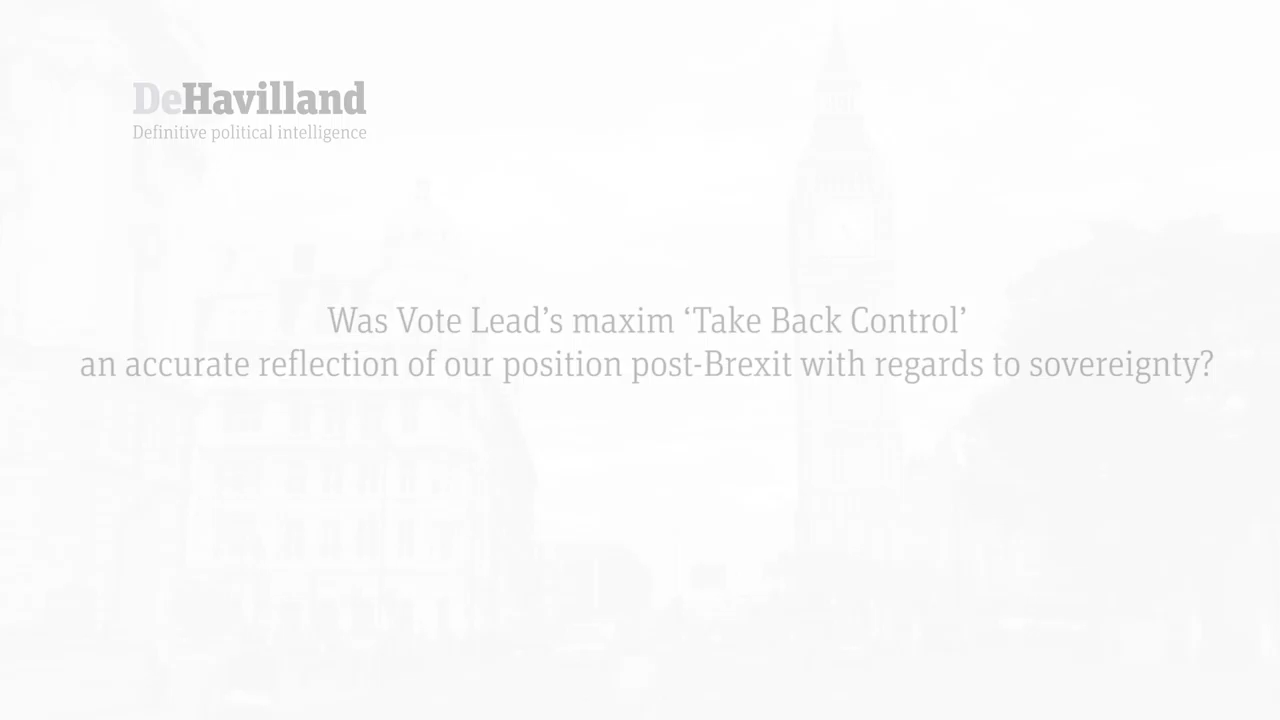 DeHavilland
Definitive political intelligence
Was Vote Lead’s maxim ‘Take Back Control’
an accurate reflection of our position post-Brexit with regards to sovereignty?